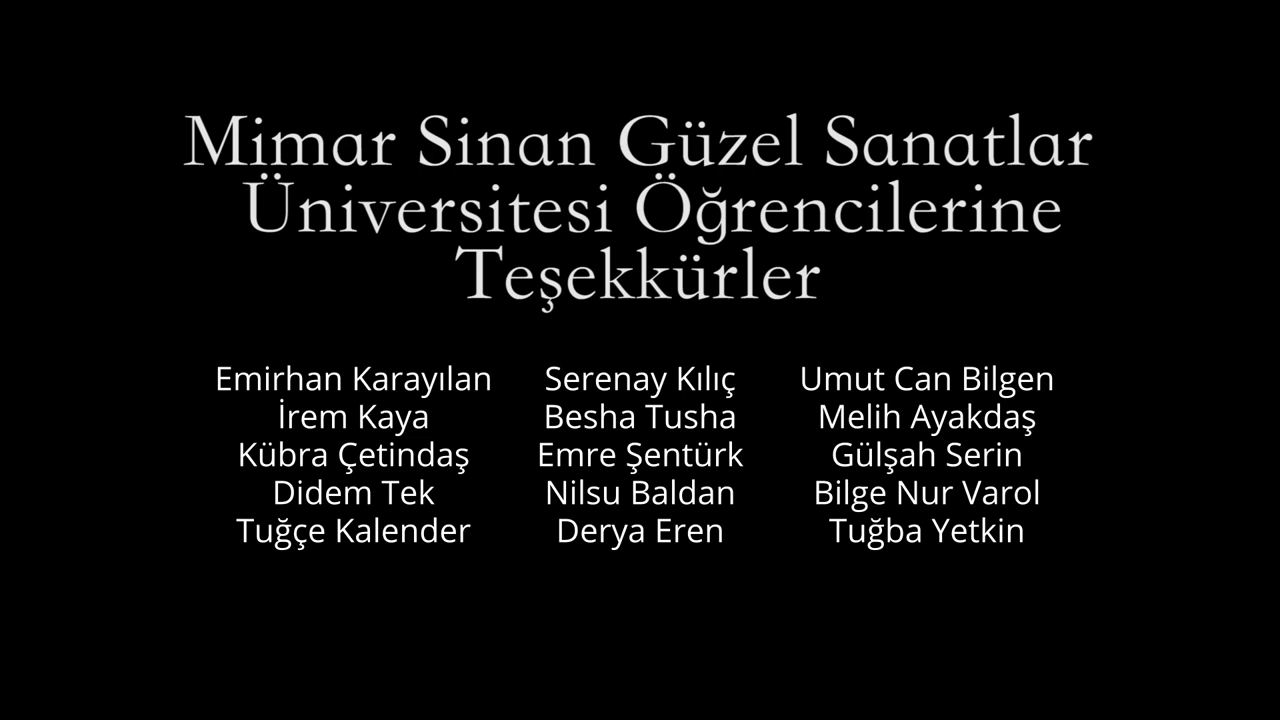 Mimar Sinan Güzel Sanatlar
Üniversitesi Öğrencilerine
Teşekkürler
Emirhan Karayılan
İrem Kaya
Kübra Çetindaş
Didem Tek
Tuğçe Kalender
Serenay Kılıç
Besha Tusha
Emre Şentürk
Nilsu Baldan
Derya Eren
Umut Can Bilgen
Melih Ayakdaş
Gülşah Serin
Bilge Nur Varol
Tuğba Yetkin